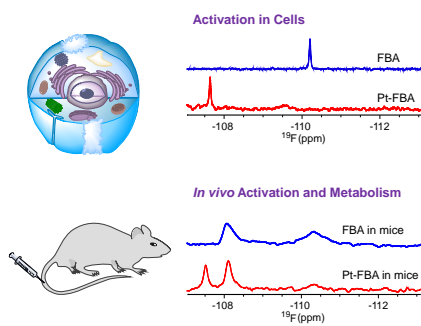 Activation in Cells
FBA
Pt-FBA
-108 -110 -112
¹⁹F(ppm)
In vivo Activation and Metabolism
FBA in mice
Pt-FBA in mice
-108 -110 -112
¹⁹F(ppm)